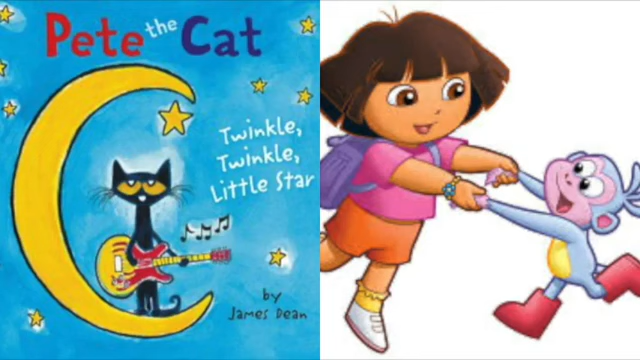 Pete the Cat
Twinkle,
Twinkle,
Little Star
by
James Dean